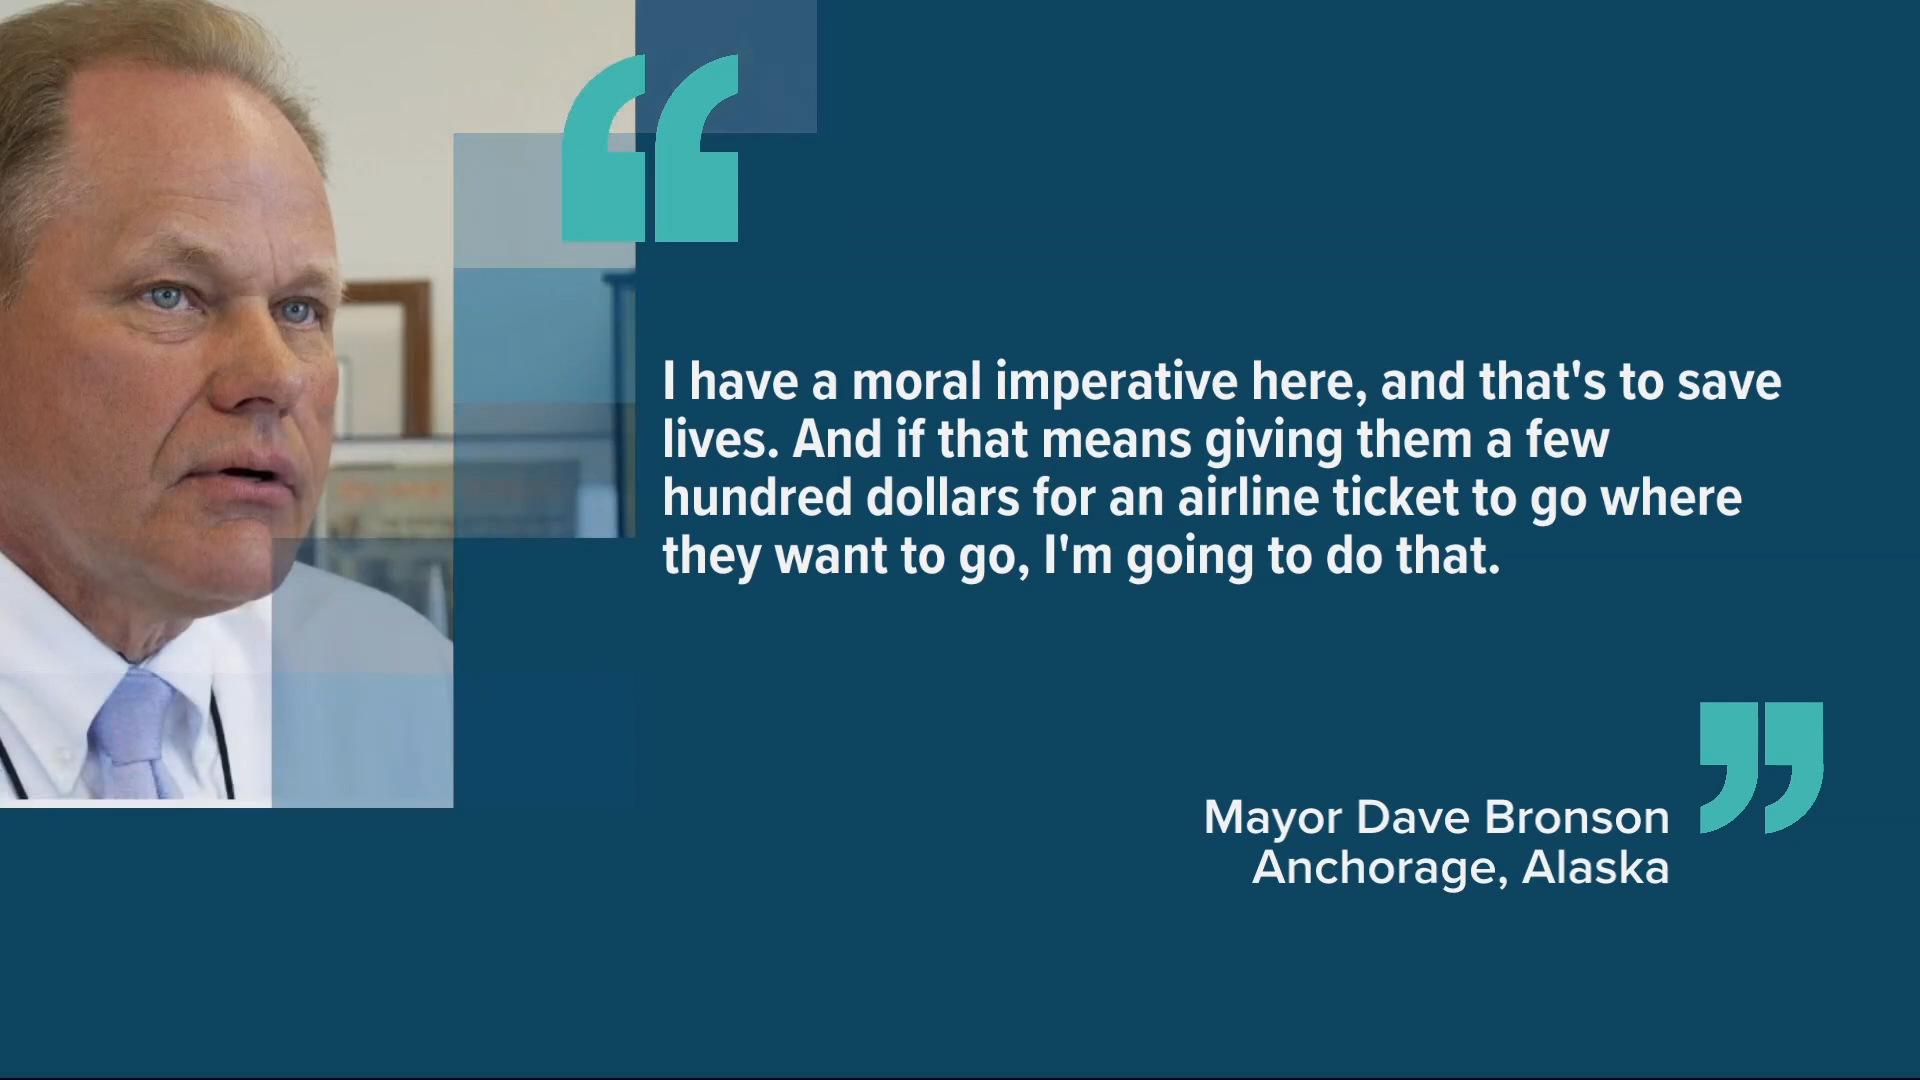 I have a moral imperative here, and that's to save
lives. And if that means giving them a few
hundred dollars for an airline ticket to go where
they want to go, I'm going to do that.
Mayor Dave Bronson
Anchorage, Alaska